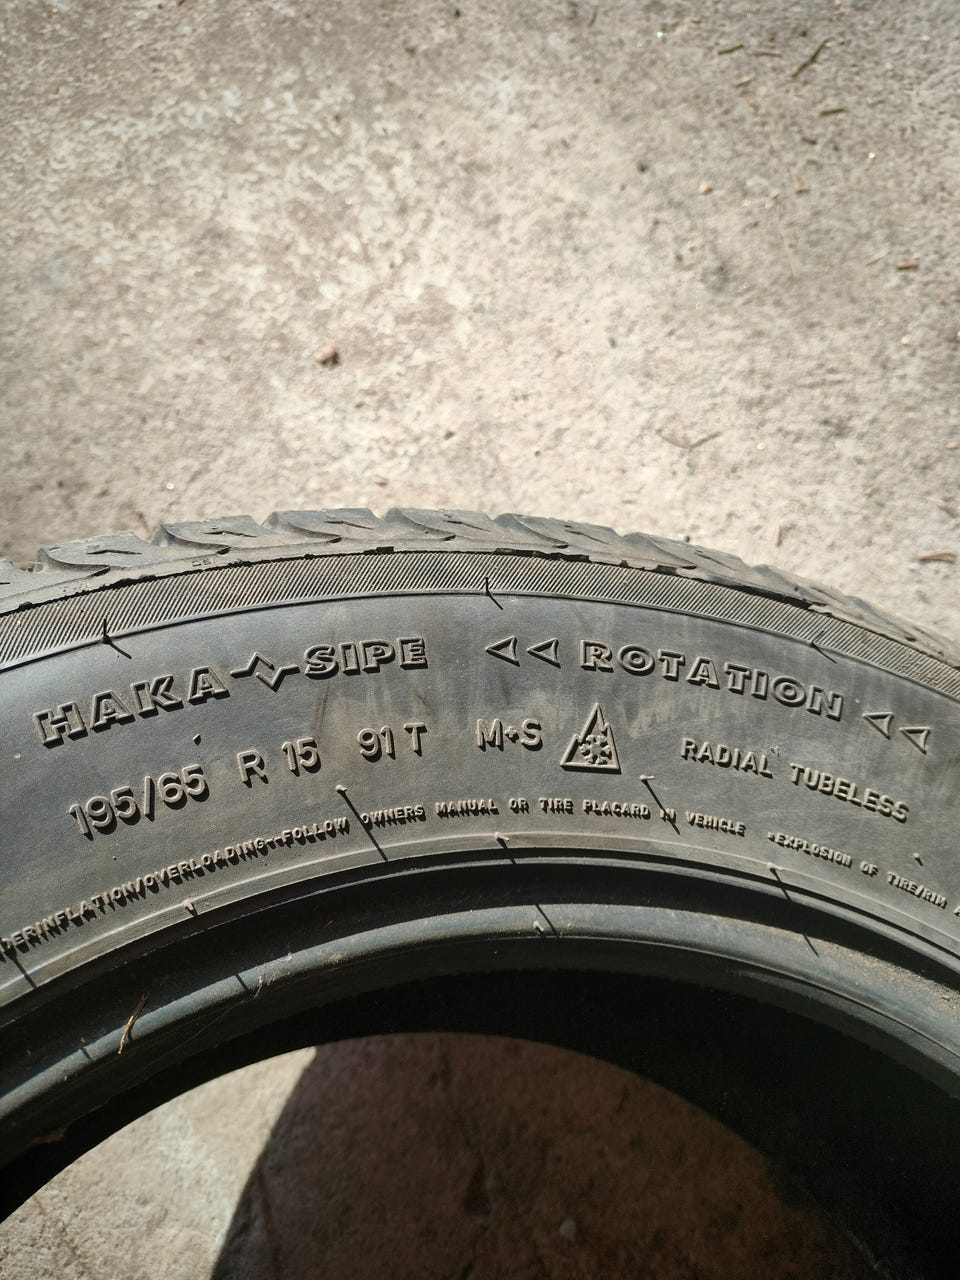 HAKA SIPE ROTATION
195/65 R 15 91 T M+S RADIAL TUBELESS
INFLATION/OVERLOADING-FOLLOW OWNERS MANUAL OR TIRE PLACARD IN VEHICLE •EXPLOSION OF TIRE/RIM